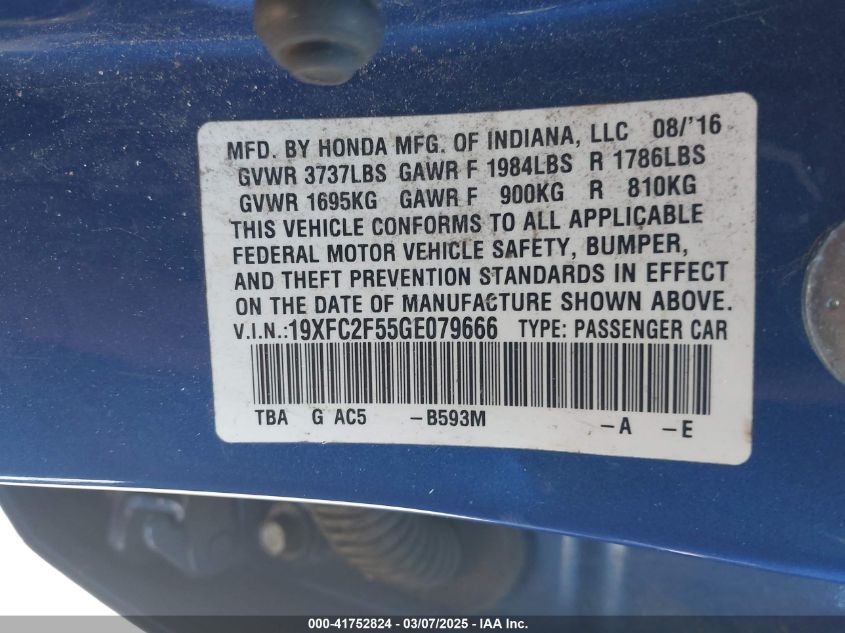 MFD. BY HONDA MFG. OF INDIANA, LLC 08/'16
GVWR 3737LBS GAWR F 1984LBS R 1786LBS
GVWR 1695KG GAWR F 900KG R 810KG
THIS VEHICLE CONFORMS TO ALL APPLICABLE
FEDERAL MOTOR VEHICLE SAFETY, BUMPER,
AND THEFT PREVENTION STANDARDS IN EFFECT
ON THE DATE OF MANUFACTURE SHOWN ABOVE.
V.I.N.:19XFC2F55GE079666 TYPE: PASSENGER CAR
TBA G AC5 -B593M -A -E
000-41752824 - 03/07/2025 - IAA Inc.